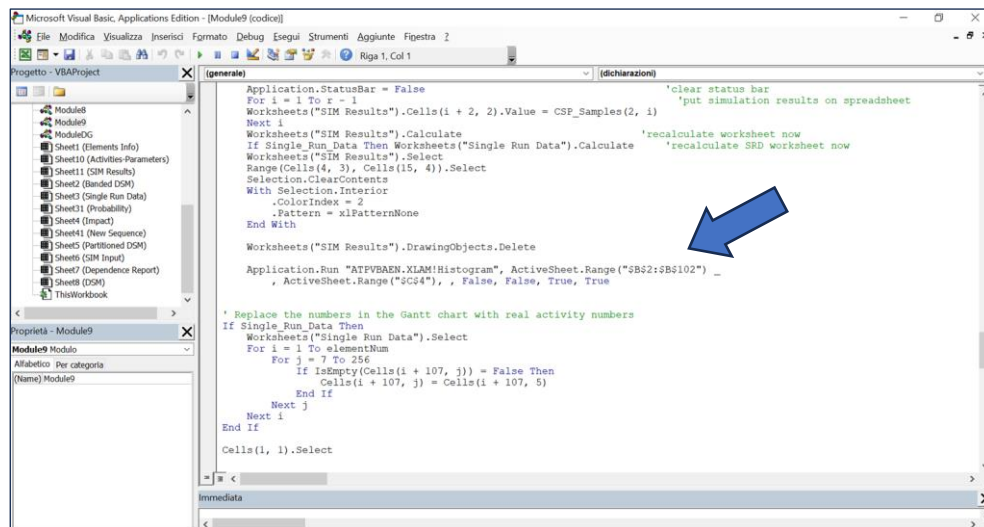 Microsoft Visual Basic, Applications Edition - [Module9 (codice)]
File Modifica Visualizza Inserisci Formato Debug Esegui Strumenti Aggiunte Finestra ?
Riga 1, Col 1
Progetto - VBAProject
Module8
Module9
ModuleDG
Sheet1 (Elements Info)
Sheet10 (Activities-Parameters)
Sheet11 (SIM Results)
Sheet2 (Banded DSM)
Sheet3 (Single Run Data)
Sheet31 (Probability)
Sheet4 (Impact)
Sheet41 (New Sequence)
Sheet5 (Partitioned DSM)
Sheet6 (SIM Input)
Sheet7 (Dependence Report)
Sheet8 (DSM)
ThisWorkbook
Proprietà - Module9
Module9 Modulo
Alfabetico Per categoria
(Name) Module9
(generale) (dichiarazioni)
Application.StatusBar = False 'clear status bar
For i = 1 To r - 1 'put simulation results on spreadsheet
Worksheets("SIM Results").Cells(i + 2, 2).Value = CSP_Samples(2, i)
Next i
Worksheets("SIM Results").Calculate 'recalculate worksheet now
If Single_Run_Data Then Worksheets("Single Run Data").Calculate 'recalculate SRD worksheet now
Worksheets("SIM Results").Select
Range(Cells(4, 3), Cells(15, 4)).Select
Selection.ClearContents
With Selection.Interior
.ColorIndex = 2
.Pattern = xlPatternNone
End With
Worksheets("SIM Results").DrawingObjects.Delete
Application.Run "ATPVBAEN.XLAM!Histogram", ActiveSheet.Range("$B$2:$B$102") _
, ActiveSheet.Range("$C$4"), , False, False, True, True
' Replace the numbers in the Gantt chart with real activity numbers
If Single_Run_Data Then
Worksheets("Single Run Data").Select
For i = 1 To elementNum
For j = 7 To 256
If IsEmpty(Cells(i + 107, j)) = False Then
Cells(i + 107, j) = Cells(i + 107, 5)
End If
Next j
Next i
End If
Cells(1, 1).Select
Immediata